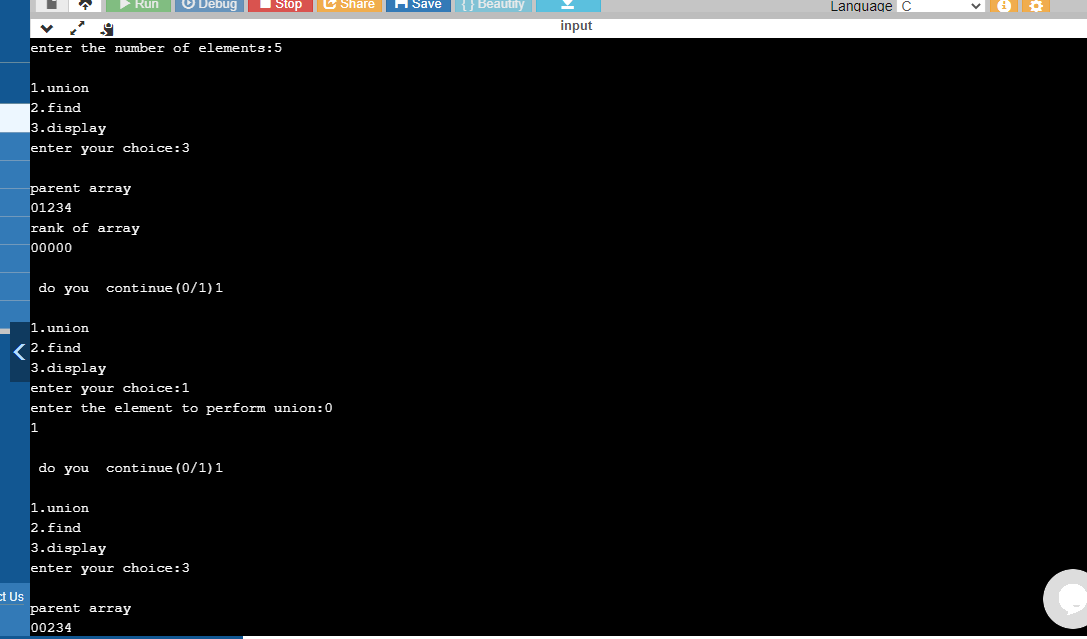 Run Debug Stop Share Save { } Beautify Language C
input
enter the number of elements:5
1.union
2.find
3.display
enter your choice:3
parent array
01234
rank of array
00000
do you  continue(0/1)1
1.union
2.find
3.display
enter your choice:1
enter the element to perform union:0
1
do you  continue(0/1)1
1.union
2.find
3.display
enter your choice:3
ct Us
parent array
00234